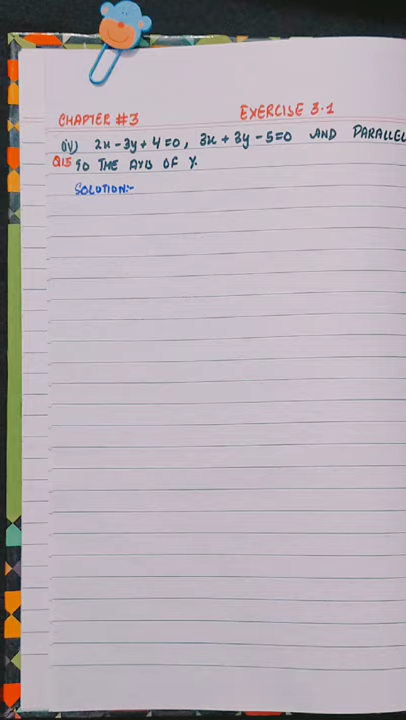 CHAPTER #3 EXERCISE 3.1
(iv) 2x - 3y + 4 = 0, 3x + 3y - 5 = 0 AND PARALLEL
Q15 TO THE AXIS OF Y.
SOLUTION:-